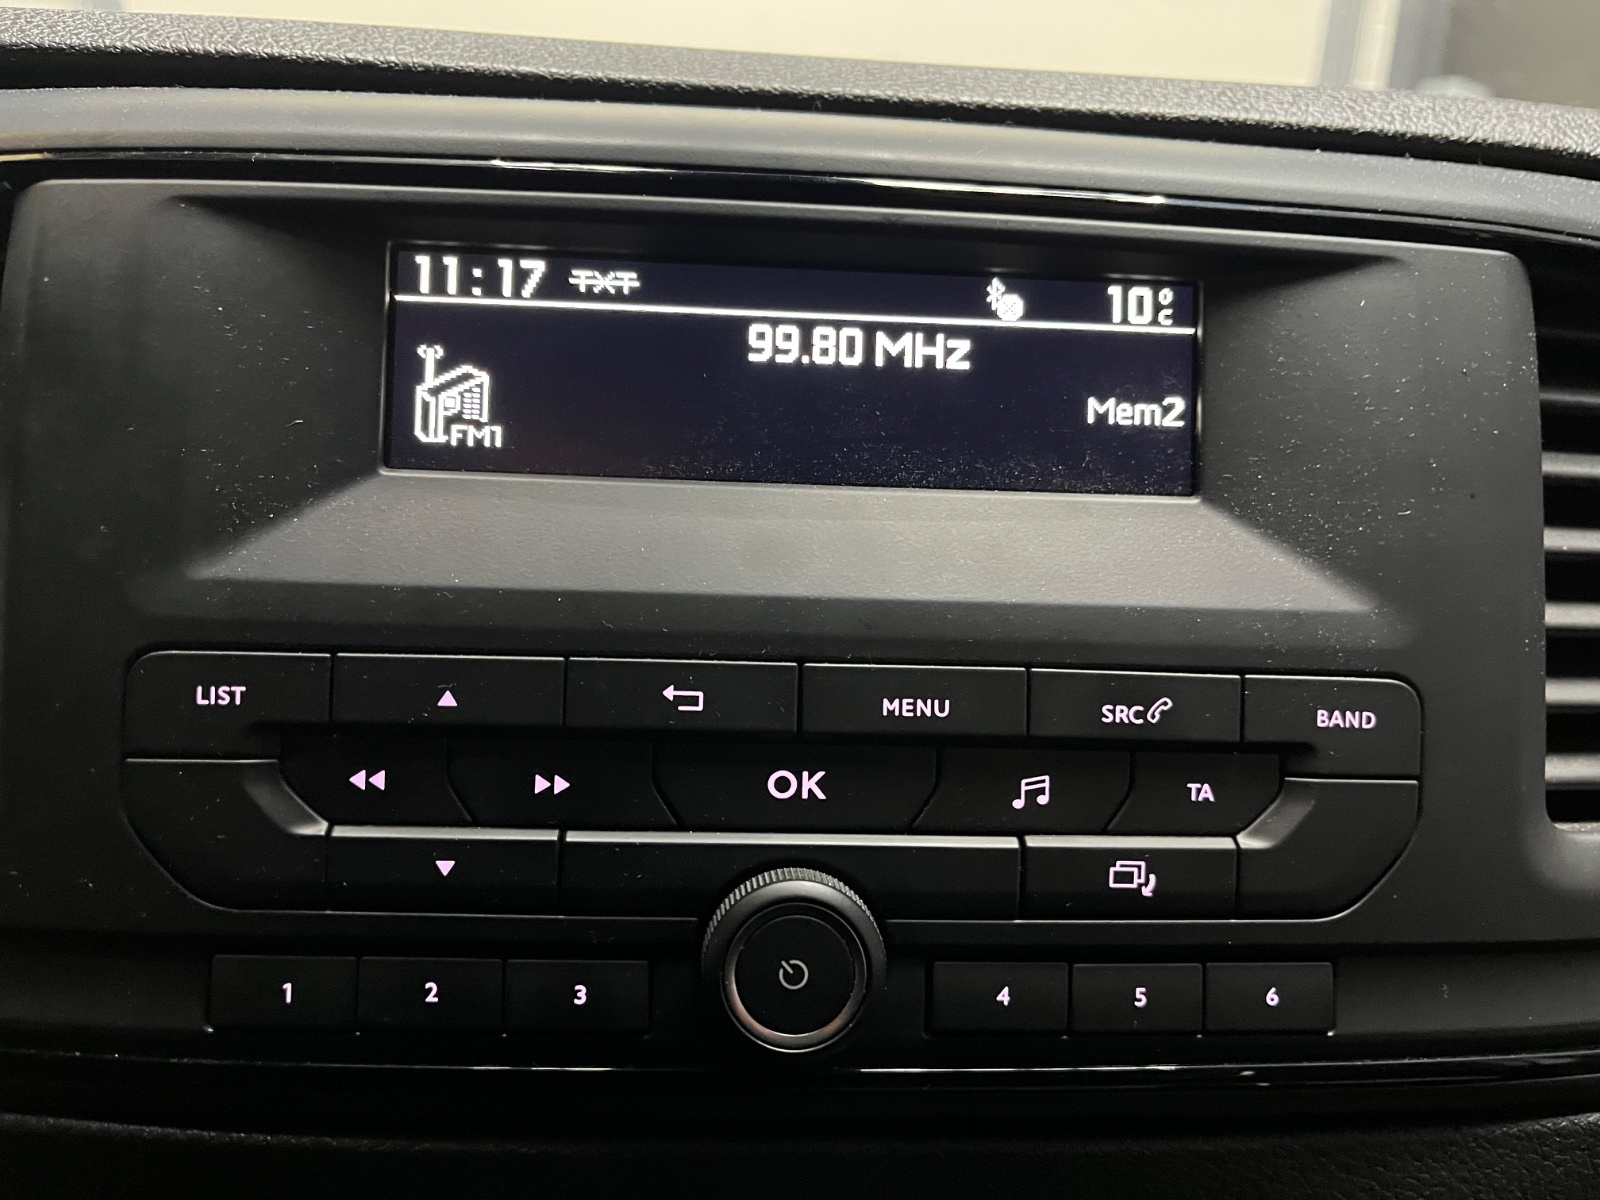 11:17 TXT 10°C
99.80 MHz
Mem2
FM1
LIST MENU SRC BAND
OK TA
1 2 3 4 5 6